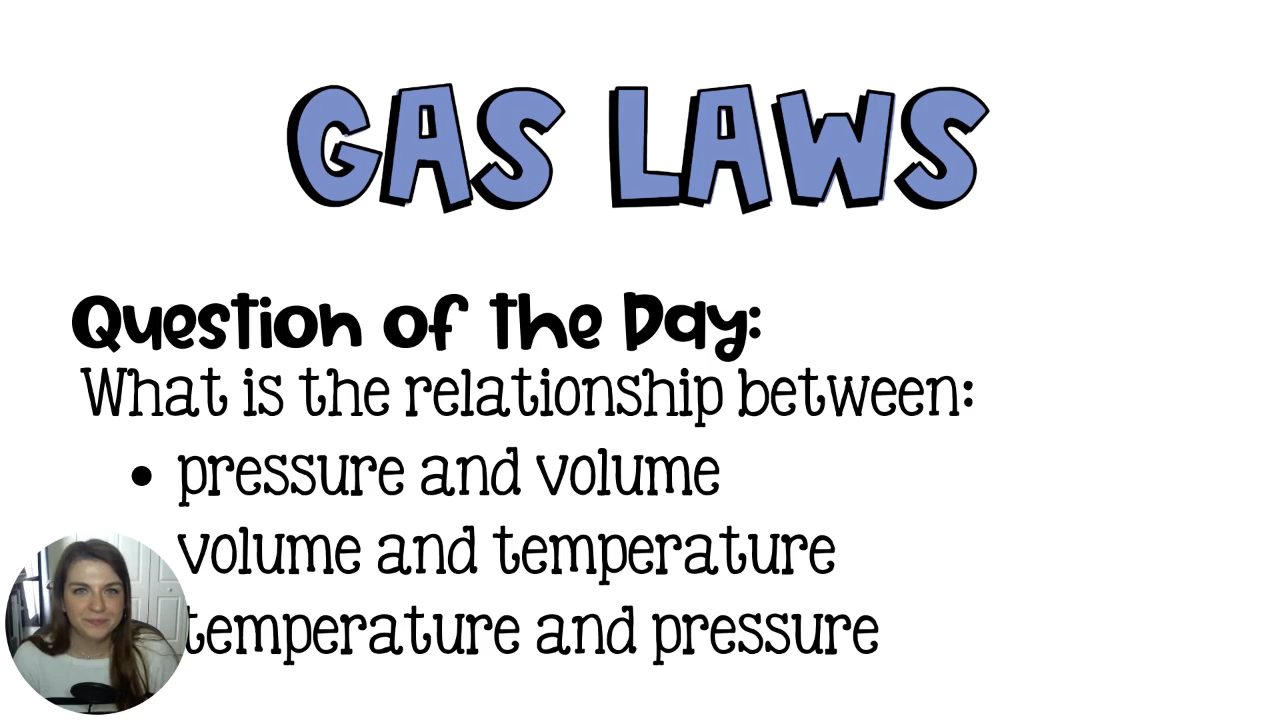 GAS LAWS
Question of the Day:
What is the relationship between:
• pressure and volume
volume and temperature
temperature and pressure